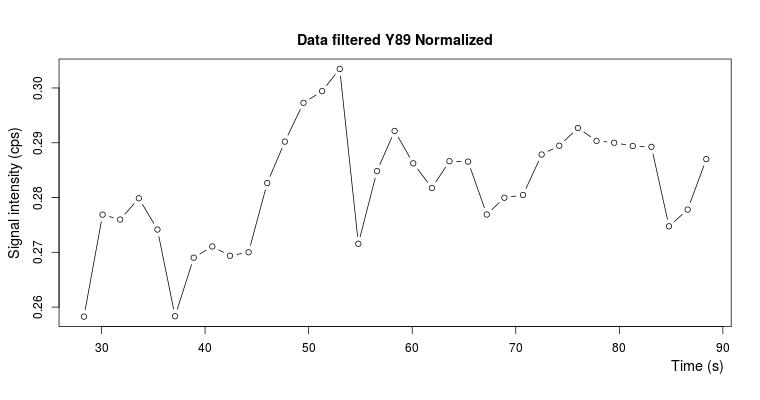 Data filtered Y89 Normalized
Signal intensity (cps)
0.30
0.29
0.28
0.27
0.26
30 40 50 60 70 80 90
Time (s)